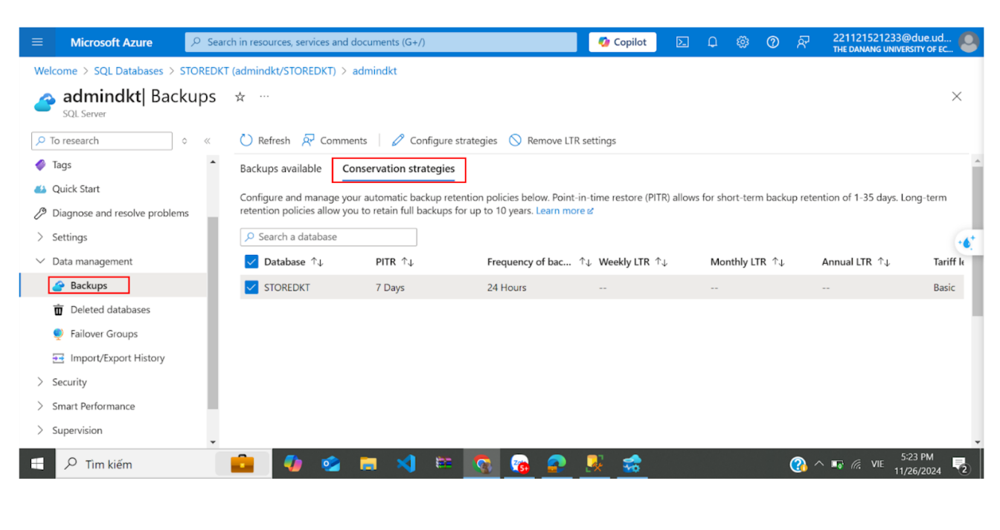 Microsoft Azure
Search in resources, services and documents (G+/)
Copilot
221121521233@due.ud...
THE DANANG UNIVERSITY OF EC...
Welcome > SQL Databases > STOREDKT (admindkt/STOREDKT) > admindkt
admindkt| Backups
SQL Server
To research
Refresh Comments Configure strategies Remove LTR settings
Tags
Quick Start
Diagnose and resolve problems
Settings
Data management
Backups
Deleted databases
Failover Groups
Import/Export History
Security
Smart Performance
Supervision
Backups available Conservation strategies
Configure and manage your automatic backup retention policies below. Point-in-time restore (PITR) allows for short-term backup retention of 1-35 days. Long-term
retention policies allow you to retain full backups for up to 10 years. Learn more
Search a database
Database PITR Frequency of bac... Weekly LTR Monthly LTR Annual LTR Tariff le
STOREDKT 7 Days 24 Hours -- -- -- Basic
Tìm kiếm
Zalo
5+
VIE
5:23 PM
11/26/2024
2